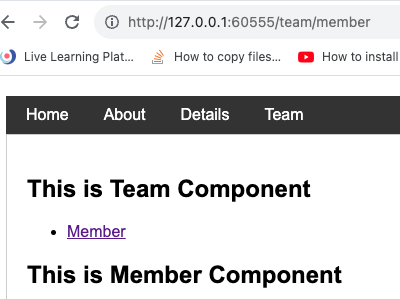 http://127.0.0.1:60555/team/member
Live Learning Plat... How to copy files... How to install
Home About Details Team
This is Team Component
Member
This is Member Component